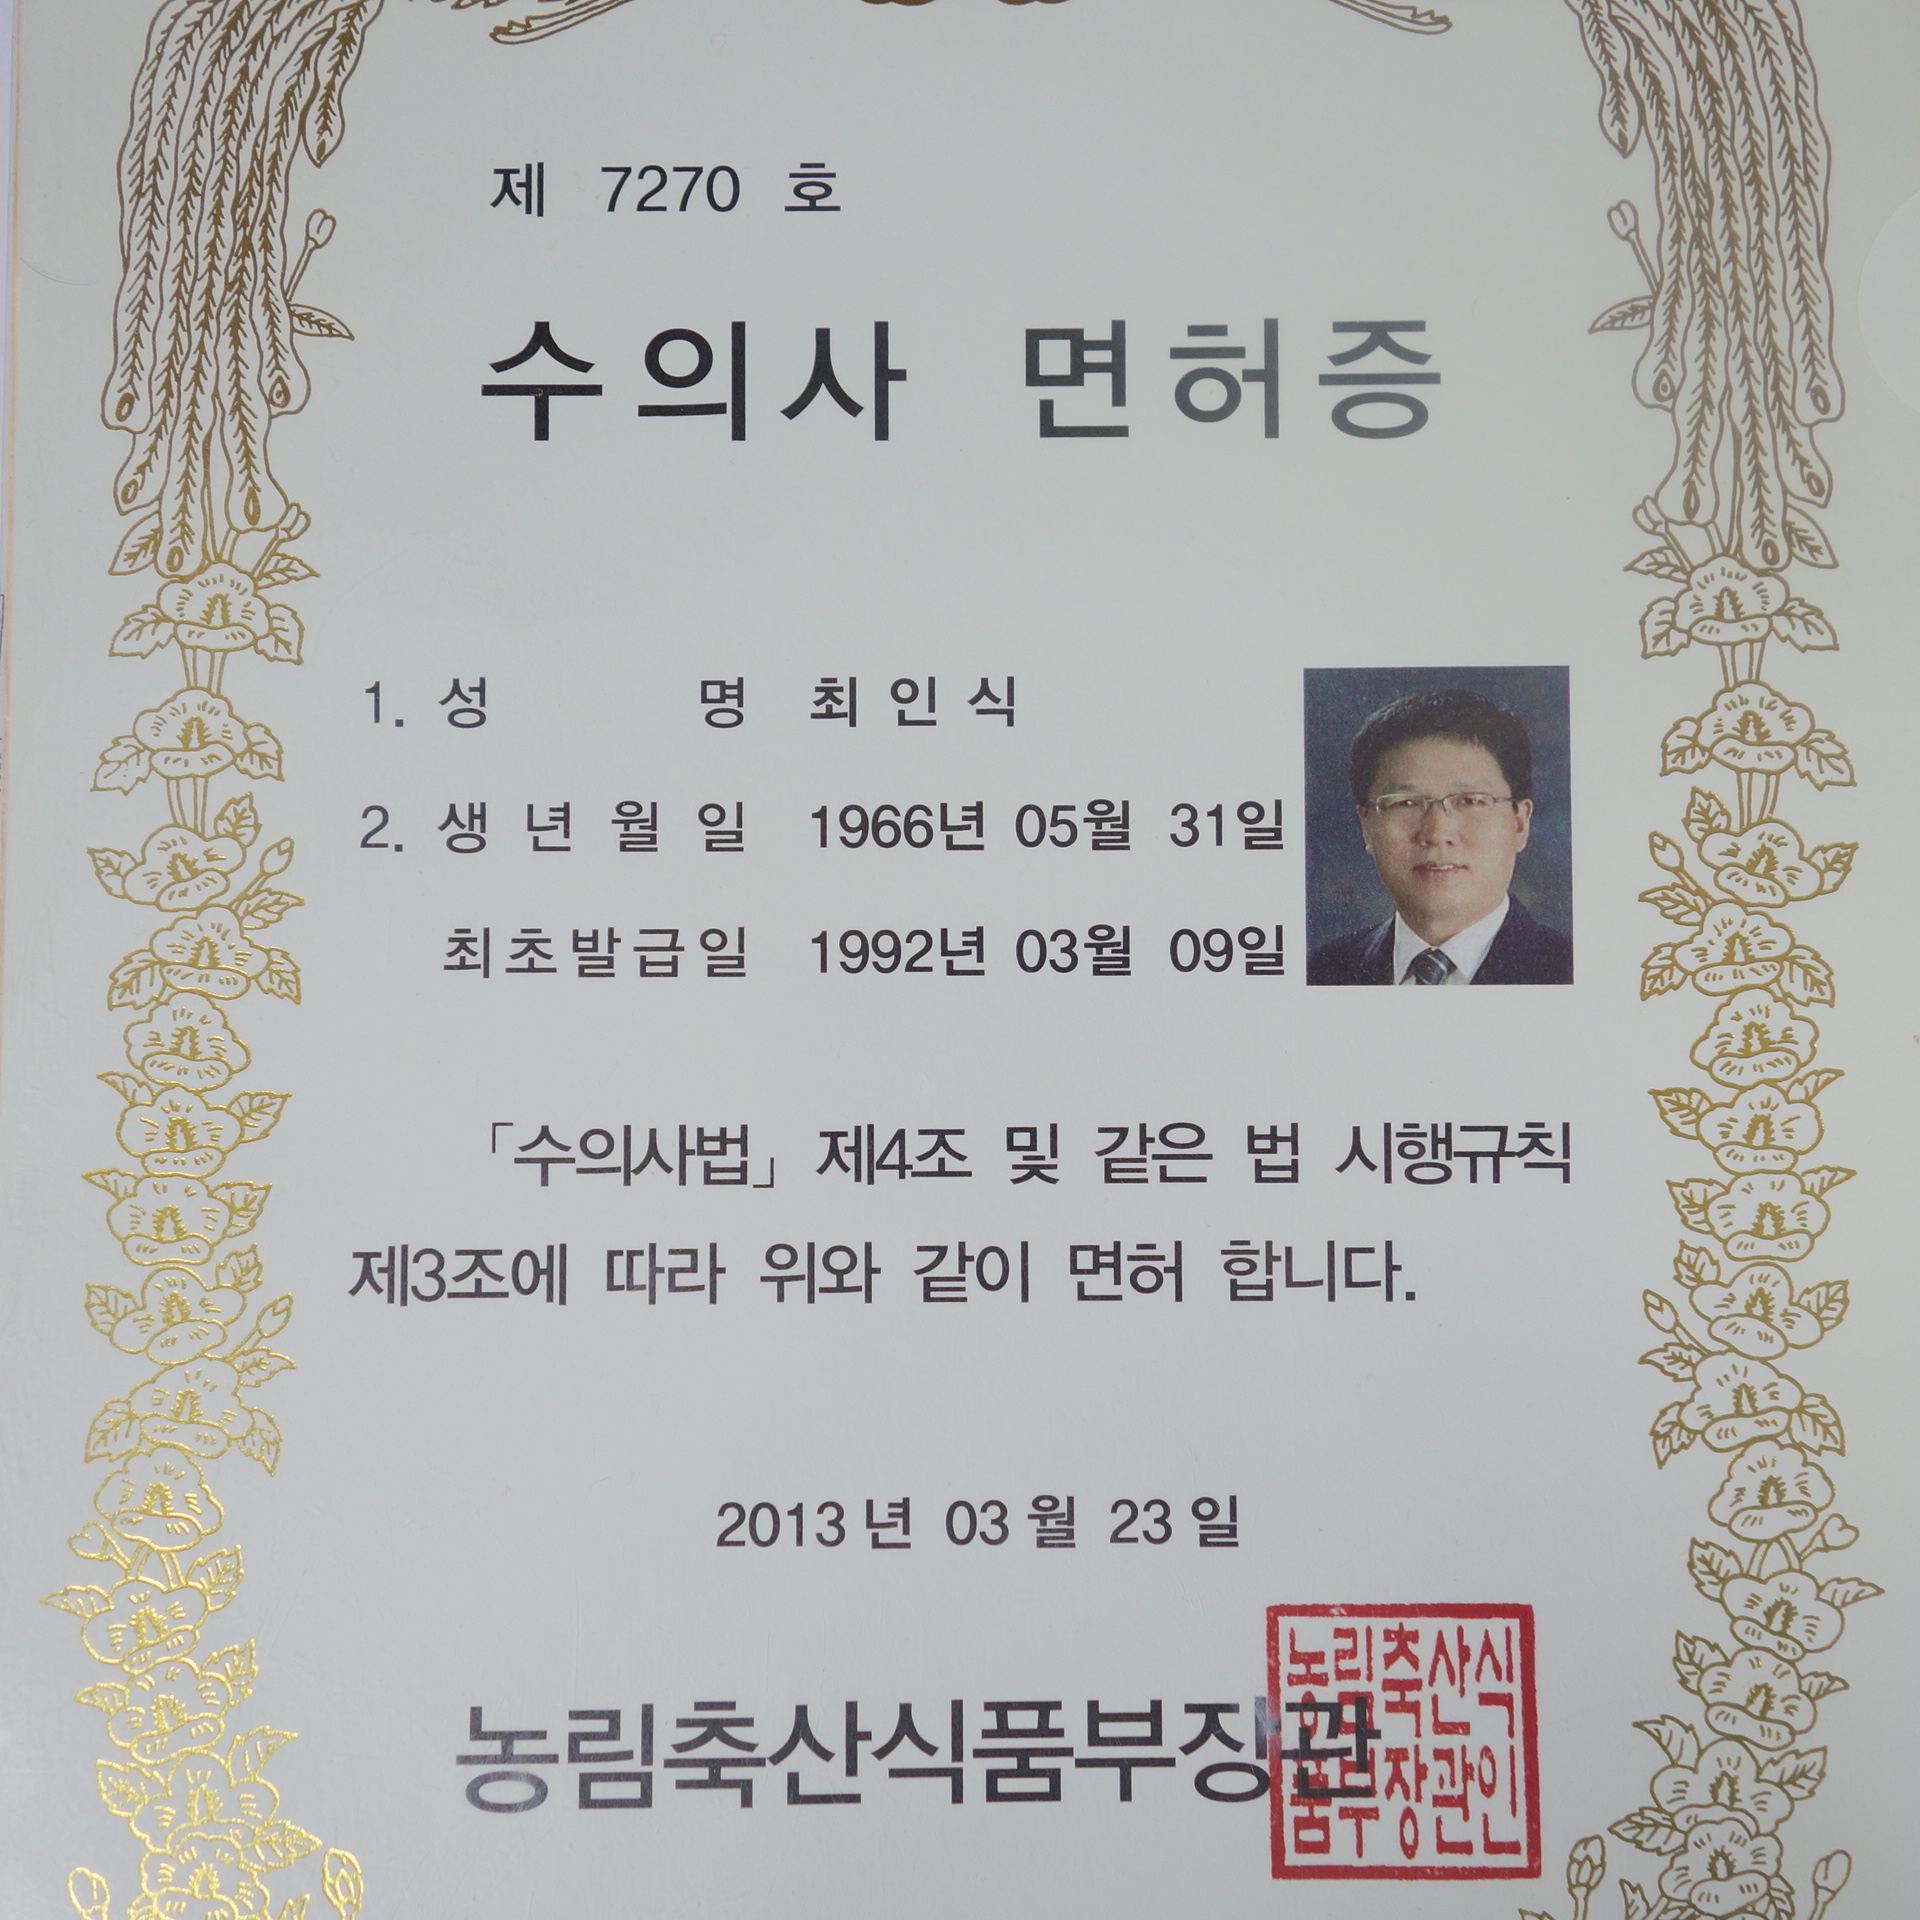 제 7270 호
수의사 면허증
1. 성 명 최 인 식
2. 생 년 월 일 1966년 05월 31일
최초발급일 1992년 03월 09일
「수의사법」 제4조 및 같은 법 시행규칙
제3조에 따라 위와 같이 면허 합니다.
2013 년 03 월 23 일
농림축산식품부장관
농림축산식
품부장관인